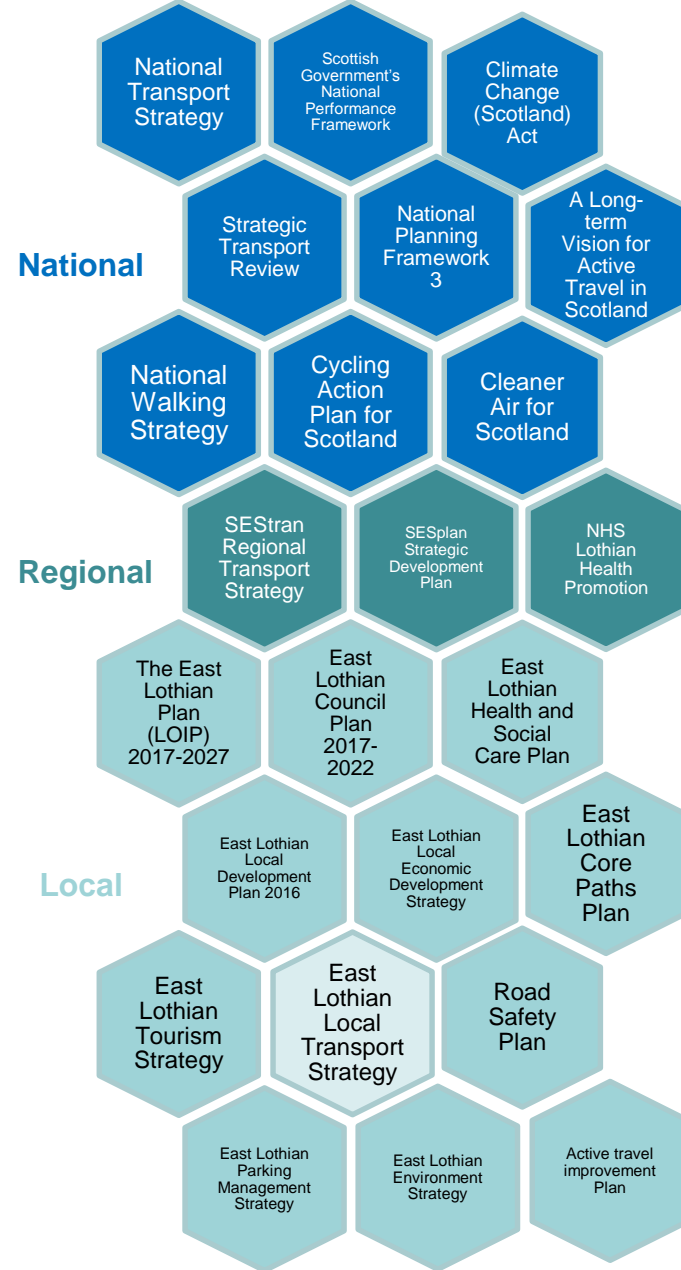 National
Transport
Strategy
Scottish
Government's
National
Performance
Framework
Climate
Change
(Scotland)
Act
National
Strategic
Transport
Review
National
Planning
Framework
3
A Long-
term
Vision for
Active
Travel in
Scotland
National
Walking
Strategy
Cycling
Action
Plan for
Scotland
Cleaner
Air for
Scotland
Regional
SEStran
Regional
Transport
Strategy
SESplan
Strategic
Development
Plan
NHS
Lothian
Health
Promotion
The East
Lothian
Plan
(LOIP)
2017-2027
East
Lothian
Council
Plan
2017-
2022
East
Lothian
Health and
Social
Care Plan
Local
East Lothian
Local
Development
Plan 2016
East Lothian
Local
Economic
Development
Strategy
East
Lothian
Core
Paths
Plan
East
Lothian
Tourism
Strategy
East
Lothian
Local
Transport
Strategy
Road
Safety
Plan
East Lothian
Parking
Management
Strategy
East Lothian
Environment
Strategy
Active travel
improvement
Plan